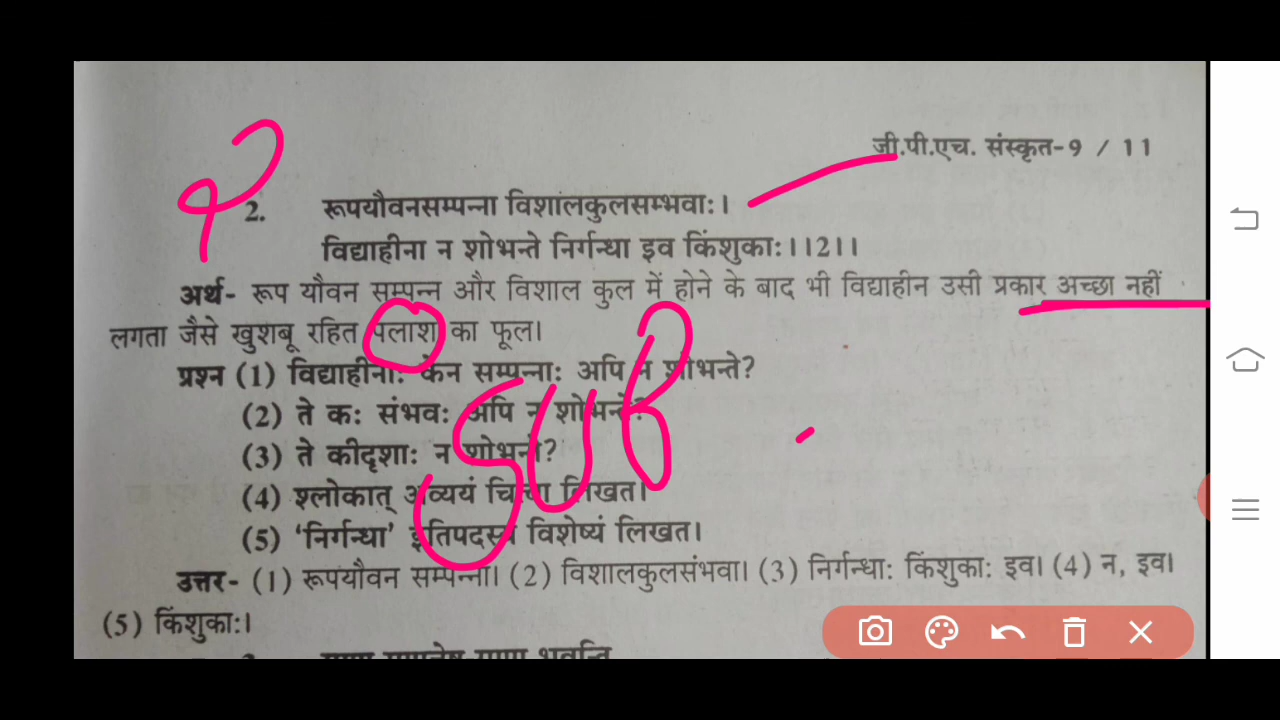 जी.पी.एच. संस्कृत-9 / 11
2. रूपयौवनसम्पन्ना विशालकुलसम्भवाः।
विद्याहीना न शोभन्ते निर्गन्धा इव किंशुकाः।।2।।
अर्थ- रूप यौवन सम्पन्न और विशाल कुल में होने के बाद भी विद्याहीन उसी प्रकार अच्छा नहीं
लगता जैसे खुशबू रहित पलाश का फूल।
प्रश्न (1) विद्याहीनाः केन सम्पन्नाः अपि न शोभन्ते?
(2) ते कः संभवः अपि न शोभन्ते?
(3) ते कीदृशाः न शोभन्ते?
(4) श्लोकात् अव्ययं चित्वा लिखत।
(5) ‘निर्गन्धा’ इतिपदस्य विशेष्यं लिखत।
SUB
उत्तर- (1) रूपयौवन सम्पन्ना। (2) विशालकुलसंभवा। (3) निर्गन्धाः किंशुकाः इव। (4) न, इव।
(5) किंशुकाः।